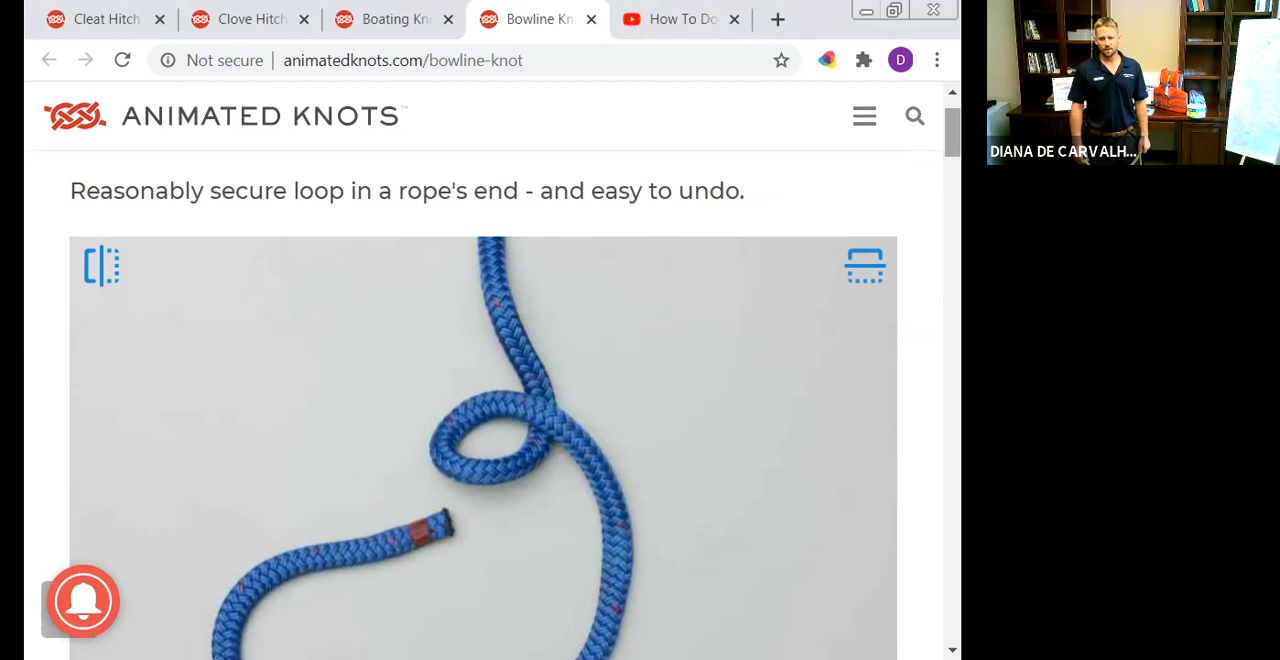 Cleat Hitch
Clove Hitch
Boating Kn
Bowline Kn
How To Do
Not secure
animatedknots.com/bowline-knot
D
ANIMATED KNOTS™
Reasonably secure loop in a rope's end - and easy to undo.
DIANA DE CARVALH...